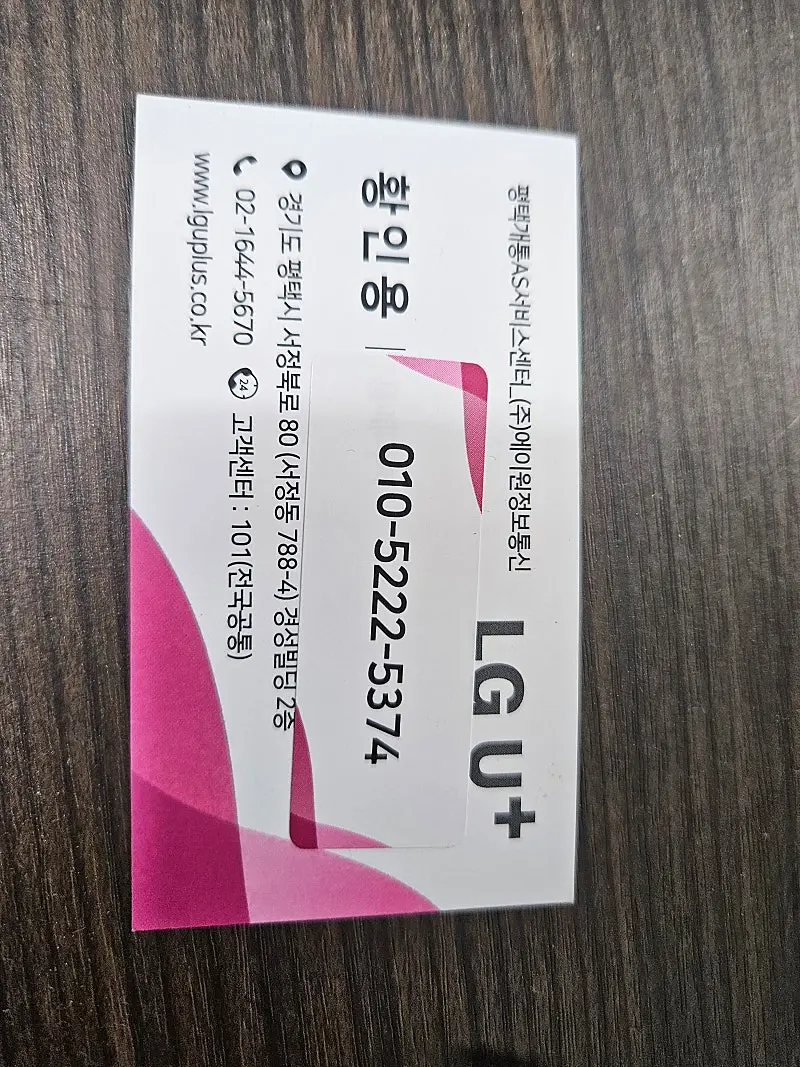 평택개통AS서비스센터_(주)에이원정보통신
LG U+
황인용
010-5222-5374
경기도 평택시 서정북로 80 (서정동 788-4) 경성빌딩 2층
02-1644-5670 24 고객센터 : 101(전국공통)
www.lguplus.co.kr